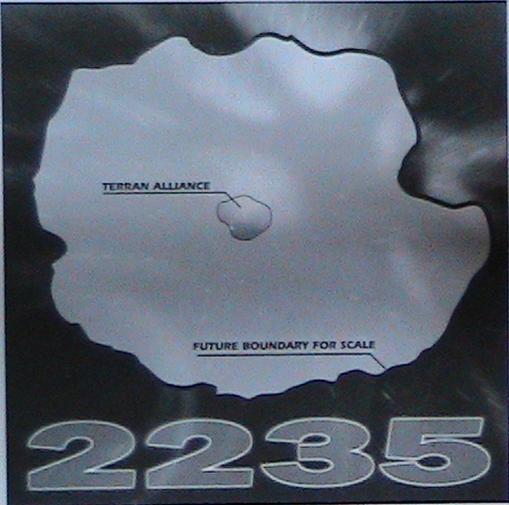 TERRAN ALLIANCE
FUTURE BOUNDARY FOR SCALE
2235